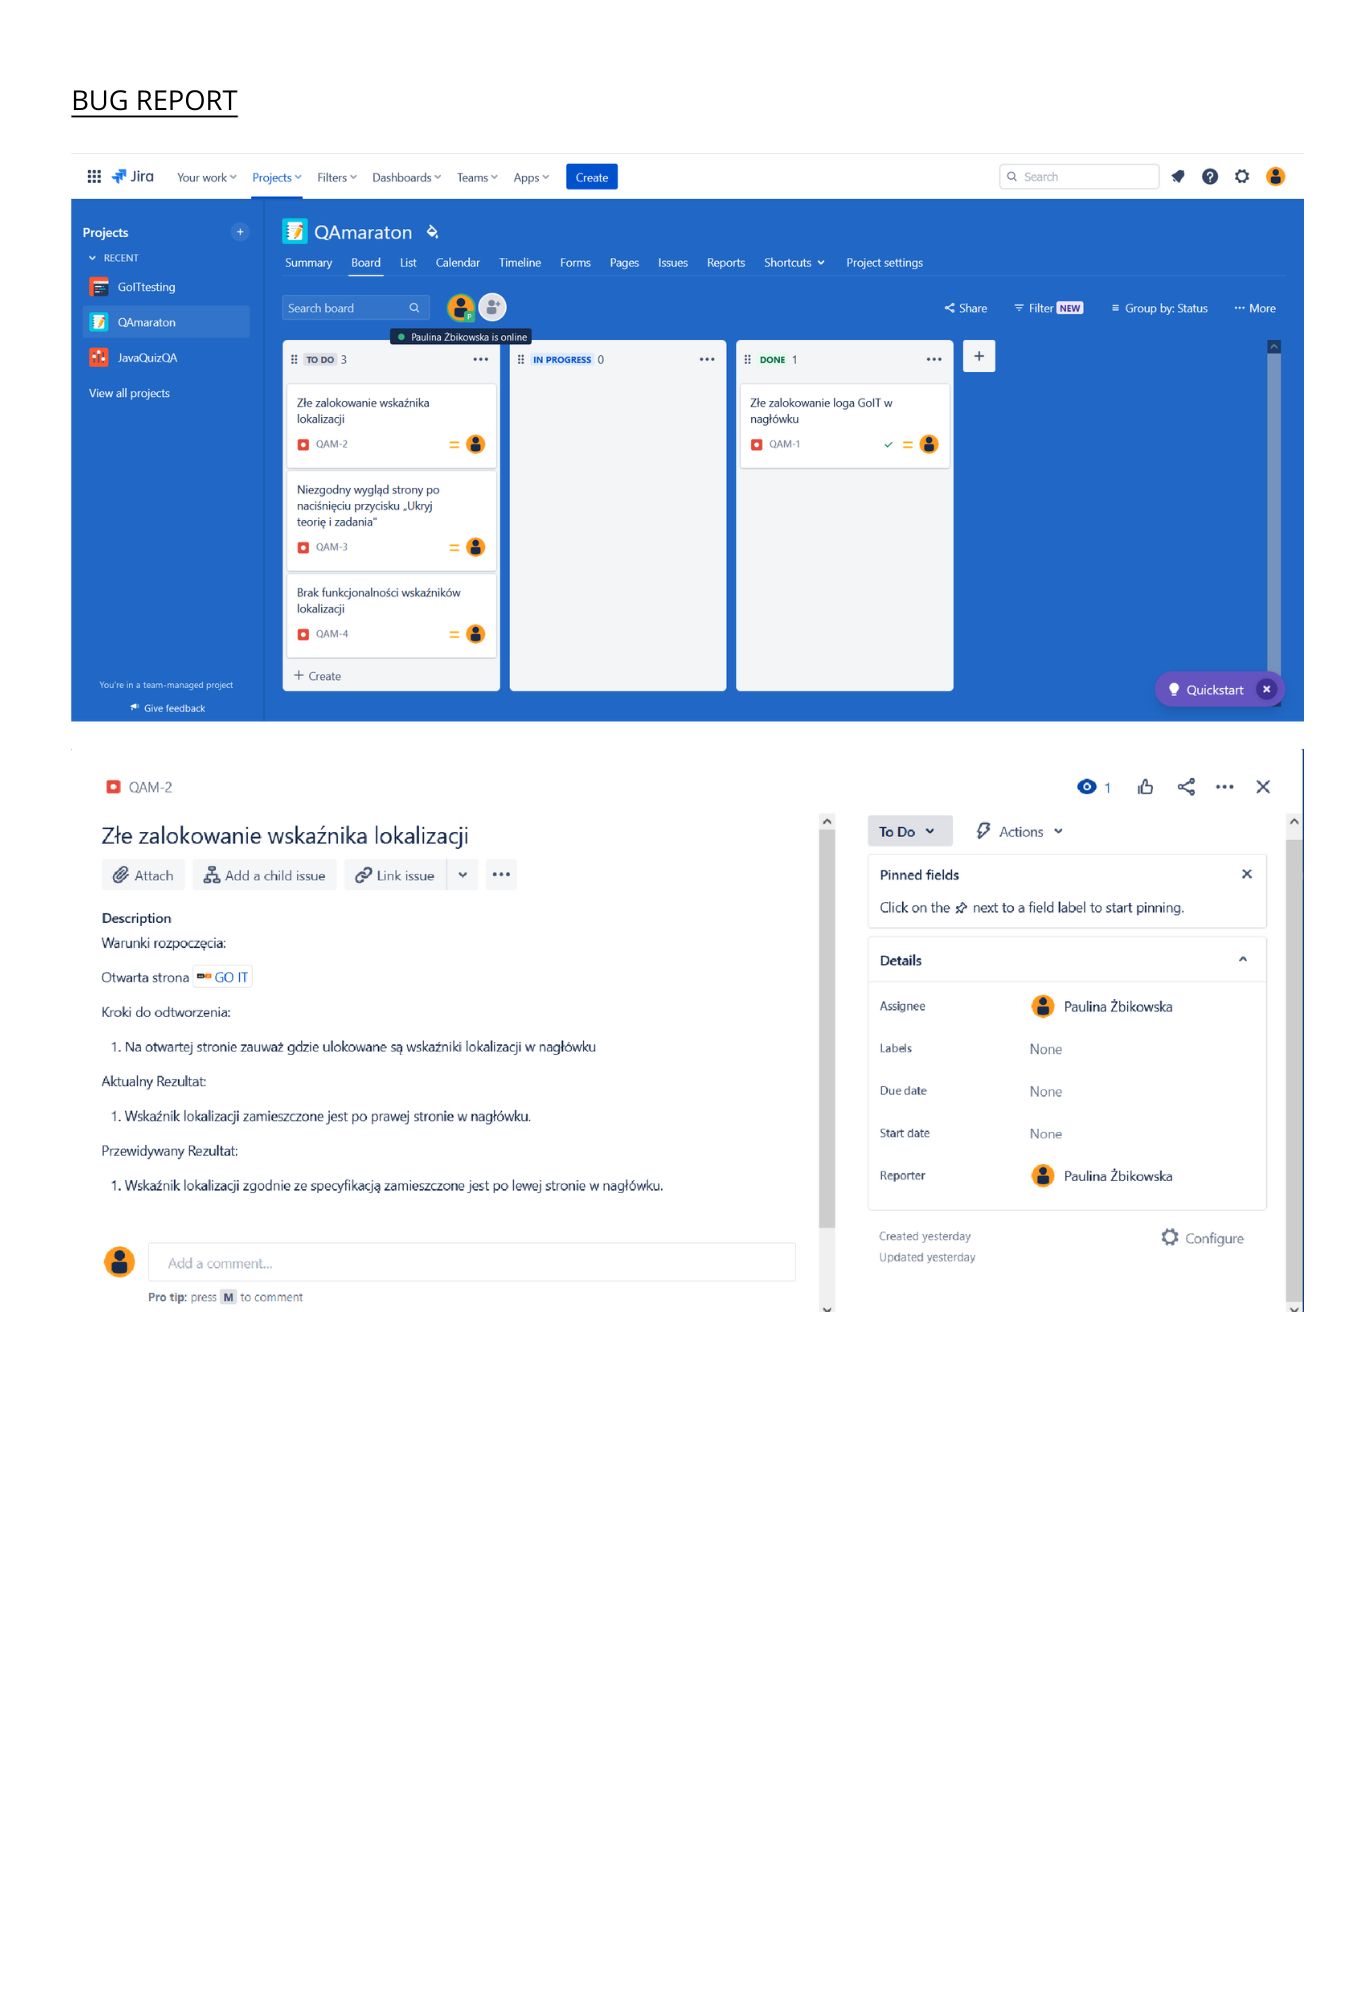 BUG REPORT
Jira Your work Projects Filters Dashboards Teams Apps Create Search
Projects
RECENT
GoITtesting
QAmaraton
JavaQuizQA
View all projects
You're in a team-managed project
Give feedback
QAmaraton
Summary Board List Calendar Timeline Forms Pages Issues Reports Shortcuts Project settings
Search board P Share Filter NEW Group by: Status More
Paulina Żbikowska is online
TO DO 3
Złe zalokowanie wskaźnika
lokalizacji
QAM-2
Niezgodny wygląd strony po
naciśnięciu przycisku „Ukryj
teorię i zadania"
QAM-3
Brak funkcjonalności wskaźników
lokalizacji
QAM-4
+ Create
IN PROGRESS 0
DONE 1
Złe zalokowanie loga GoIT w
nagłówku
QAM-1
Quickstart
QAM-2
1
Złe zalokowanie wskaźnika lokalizacji
Attach Add a child issue Link issue
Description
Warunki rozpoczęcia:
Otwarta strona GO IT
Kroki do odtworzenia:
1. Na otwartej stronie zauważ gdzie ulokowane są wskaźniki lokalizacji w nagłówku
Aktualny Rezultat:
1. Wskaźnik lokalizacji zamieszczone jest po prawej stronie w nagłówku.
Przewidywany Rezultat:
1. Wskaźnik lokalizacji zgodnie ze specyfikacją zamieszczone jest po lewej stronie w nagłówku.
Add a comment...
Pro tip: press M to comment
To Do Actions
Pinned fields
Click on the next to a field label to start pinning.
Details
Assignee Paulina Żbikowska
Labels None
Due date None
Start date None
Reporter Paulina Żbikowska
Created yesterday
Updated yesterday
Configure